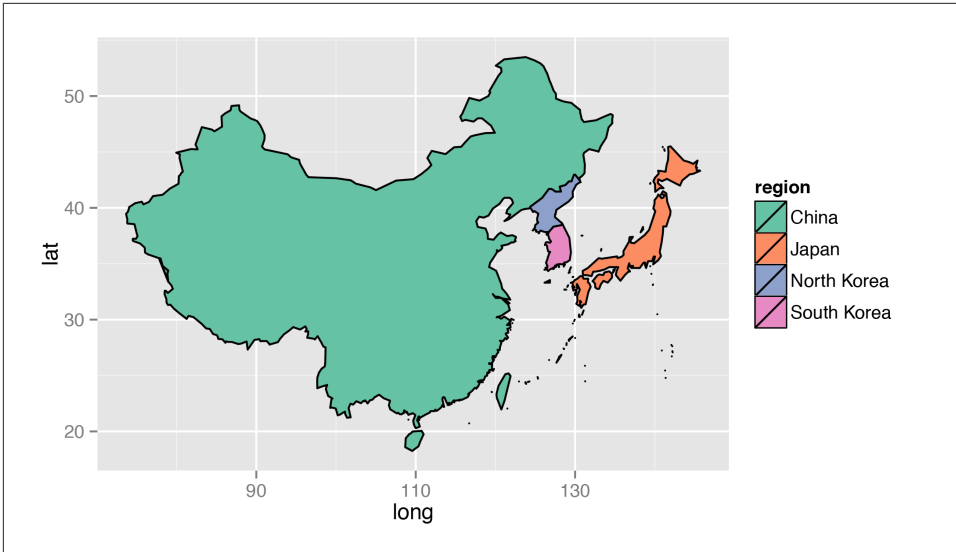 50
40
30
20
lat
90 110 130
long
region
China
Japan
North Korea
South Korea